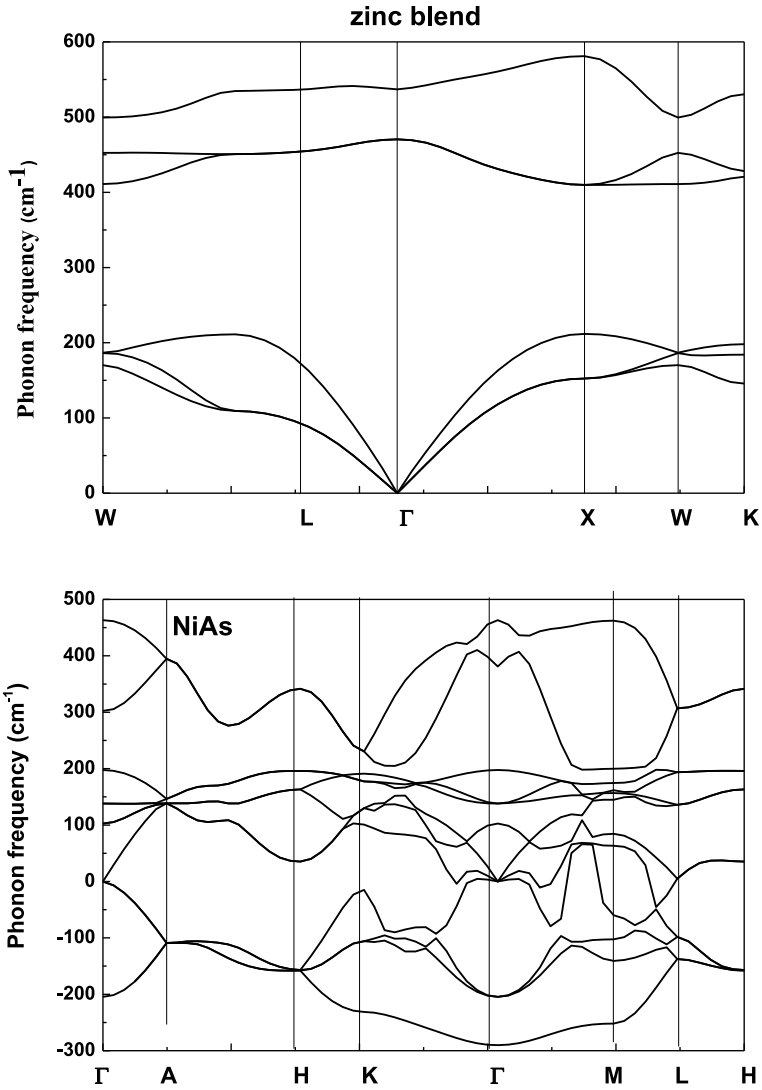 zinc blend
Phonon frequency (cm-1)
600
500
400
300
200
100
0
W L Γ X W K
NiAs
Phonon frequency (cm-1)
500
400
300
200
100
0
-100
-200
-300
Γ A H K Γ M L H